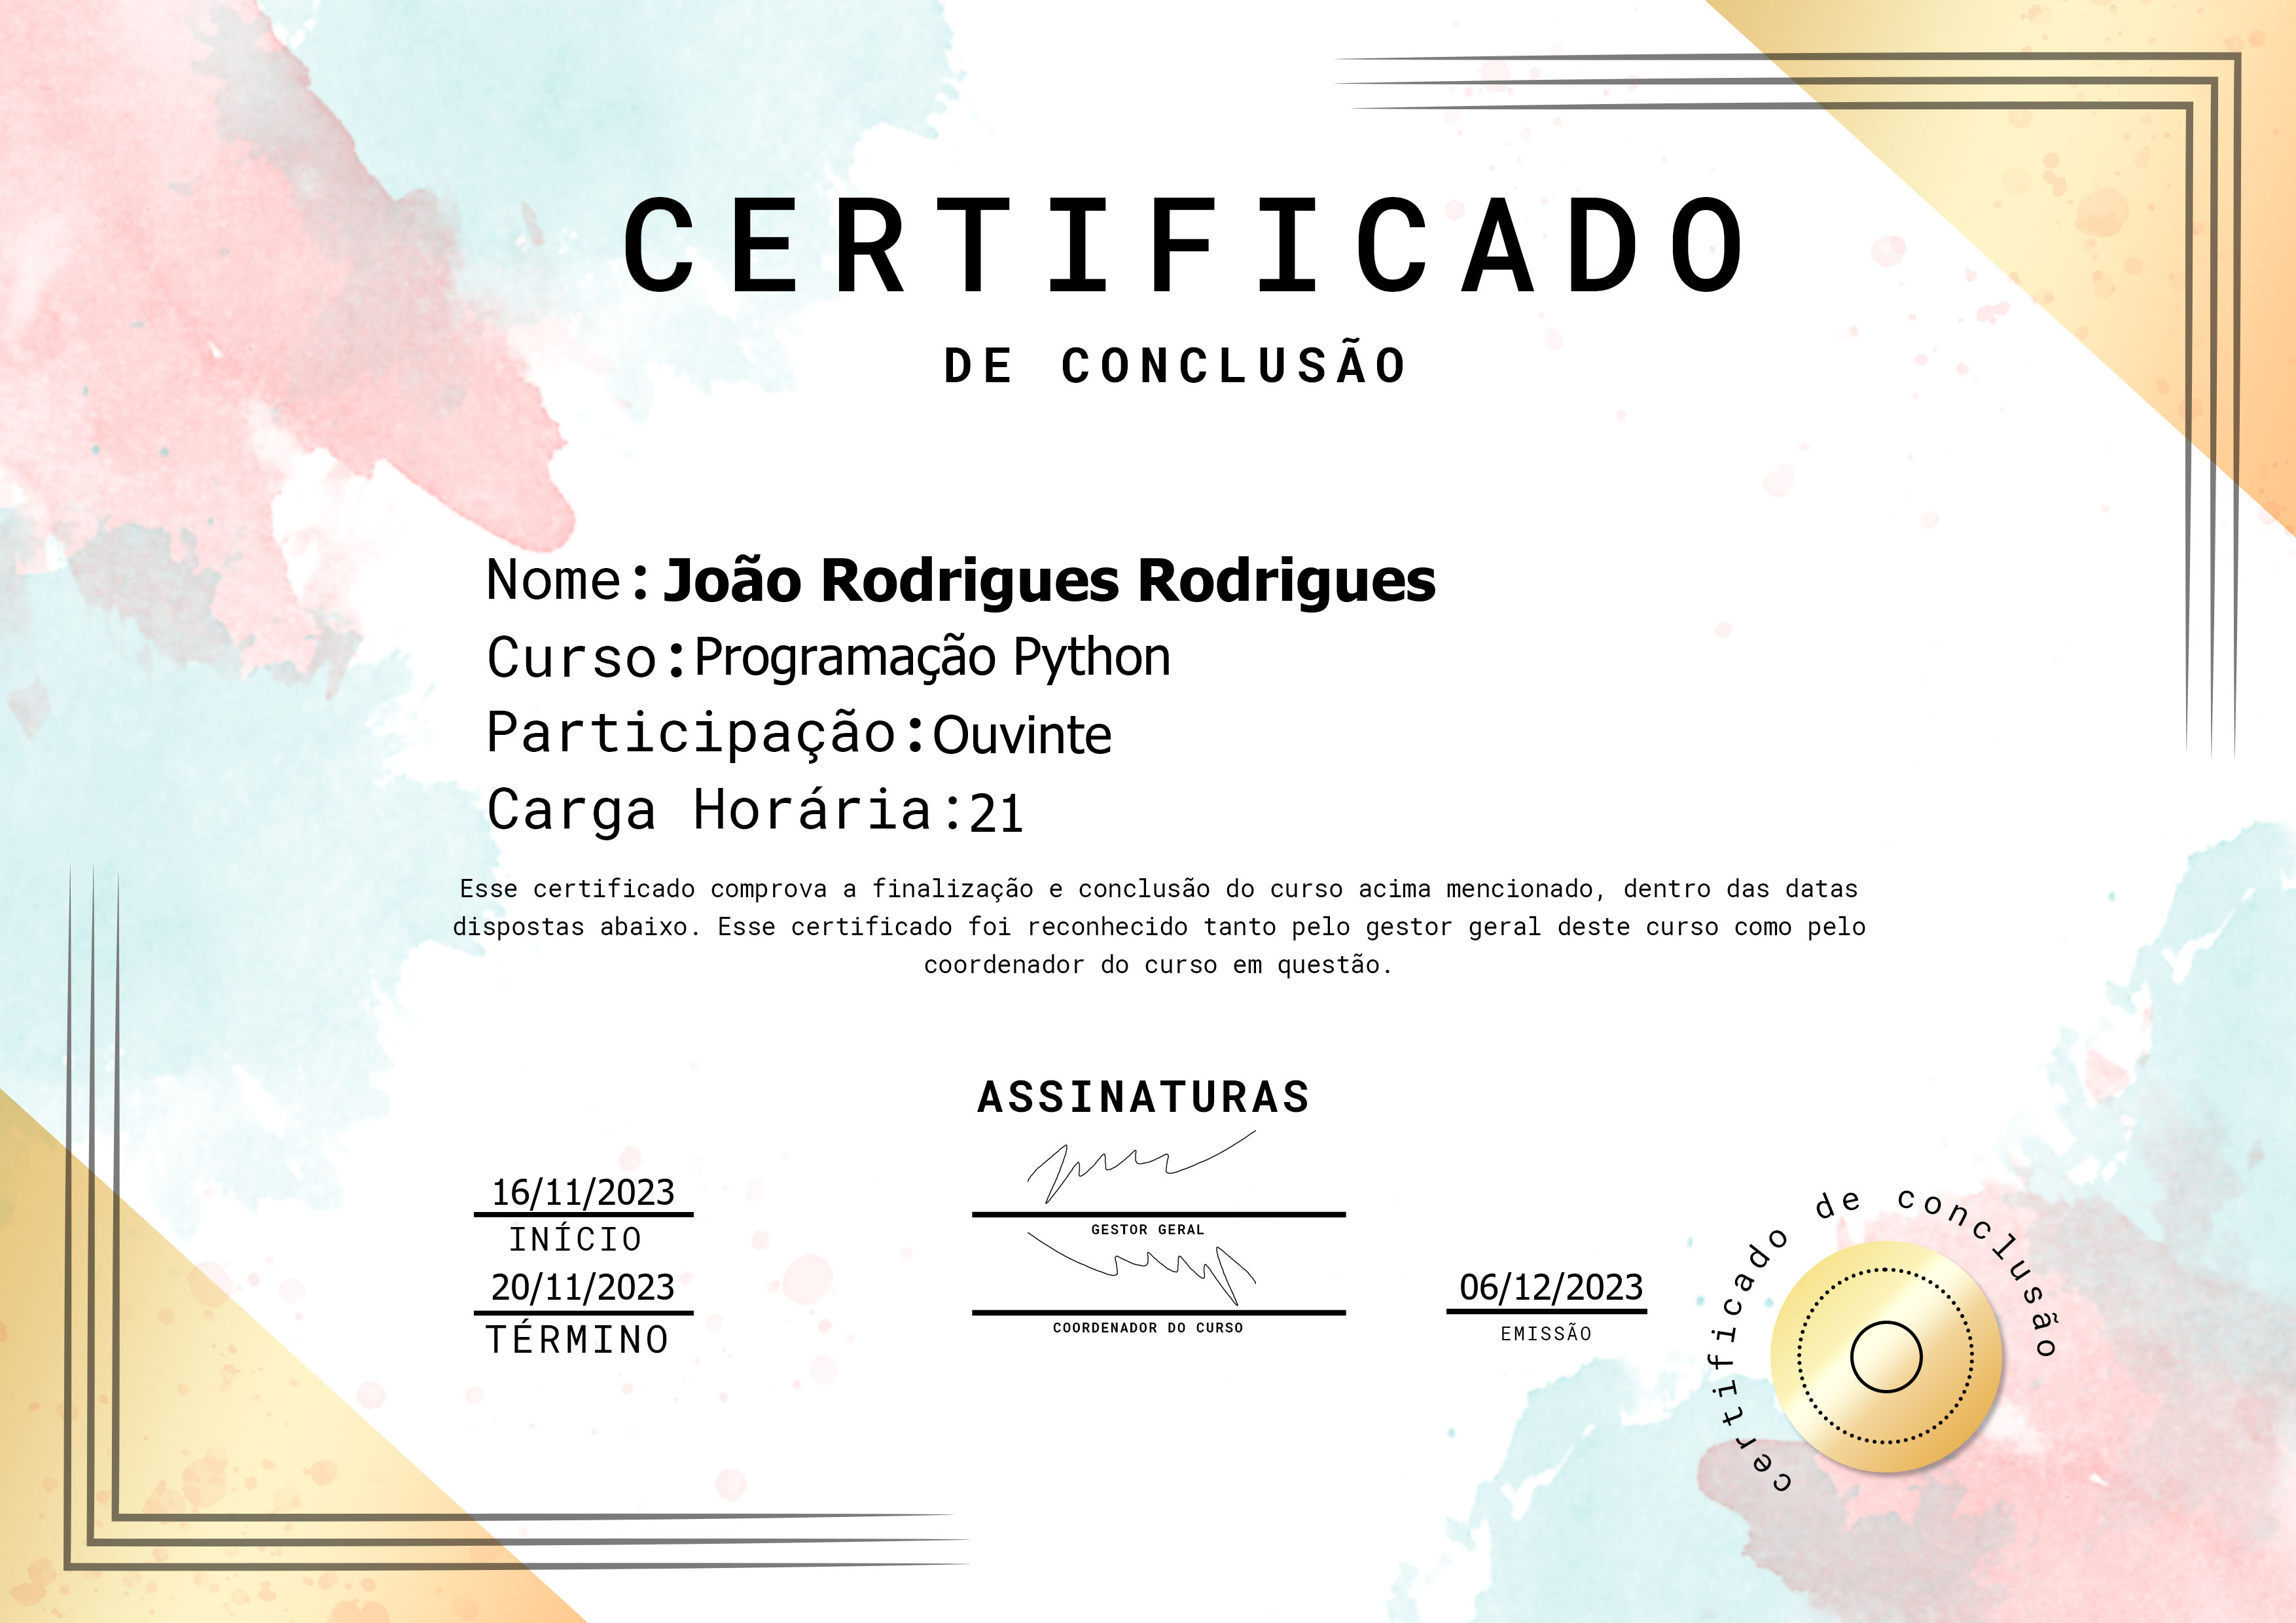 CERTIFICADO
DE CONCLUSÃO
Nome:João Rodrigues Rodrigues
Curso:Programação Python
Participação:Ouvinte
Carga Horária:21
Esse certificado comprova a finalização e conclusão do curso acima mencionado, dentro das datas
dispostas abaixo. Esse certificado foi reconhecido tanto pelo gestor geral deste curso como pelo
coordenador do curso em questão.
ASSINATURAS
16/11/2023
INÍCIO
GESTOR GERAL
20/11/2023
TÉRMINO
COORDENADOR DO CURSO
06/12/2023
EMISSÃO
certificado de conclusão